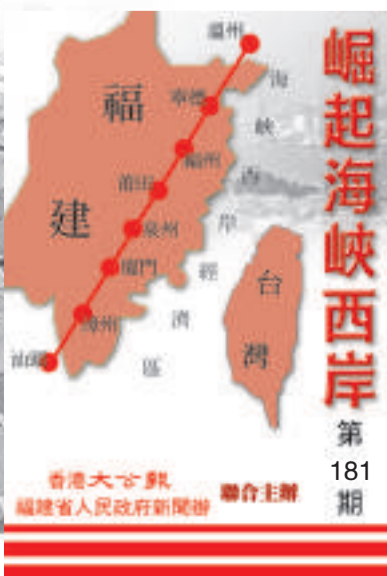 崛起海峽西岸
第
181
期
溫州
寧德
福州
莆田
泉州
廈門
漳州
汕頭
福建
台灣
海峽西岸經濟區
香港大公報
福建省人民政府新聞辦
聯合主辦